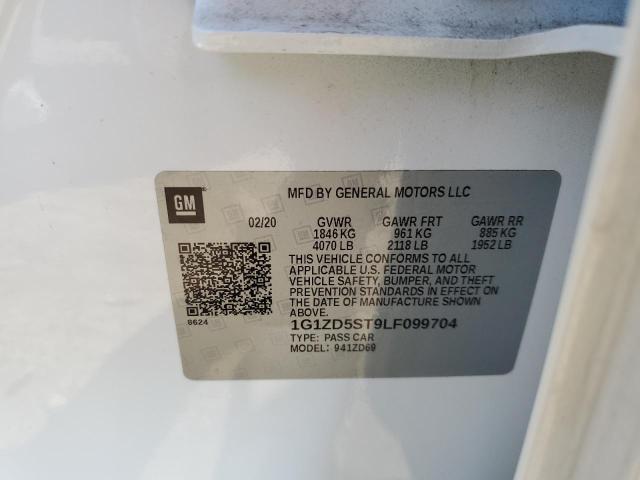 GM
MFD BY GENERAL MOTORS LLC
02/20 GVWR GAWR FRT GAWR RR
1846 KG 961 KG 885 KG
4070 LB 2118 LB 1952 LB
THIS VEHICLE CONFORMS TO ALL
APPLICABLE U.S. FEDERAL MOTOR
VEHICLE SAFETY, BUMPER, AND THEFT
PREVENTION STANDARDS IN EFFECT ON
THE DATE OF MANUFACTURE SHOWN
ABOVE.
8624
1G1ZD5ST9LF099704
TYPE: PASS CAR
MODEL: 941ZD69